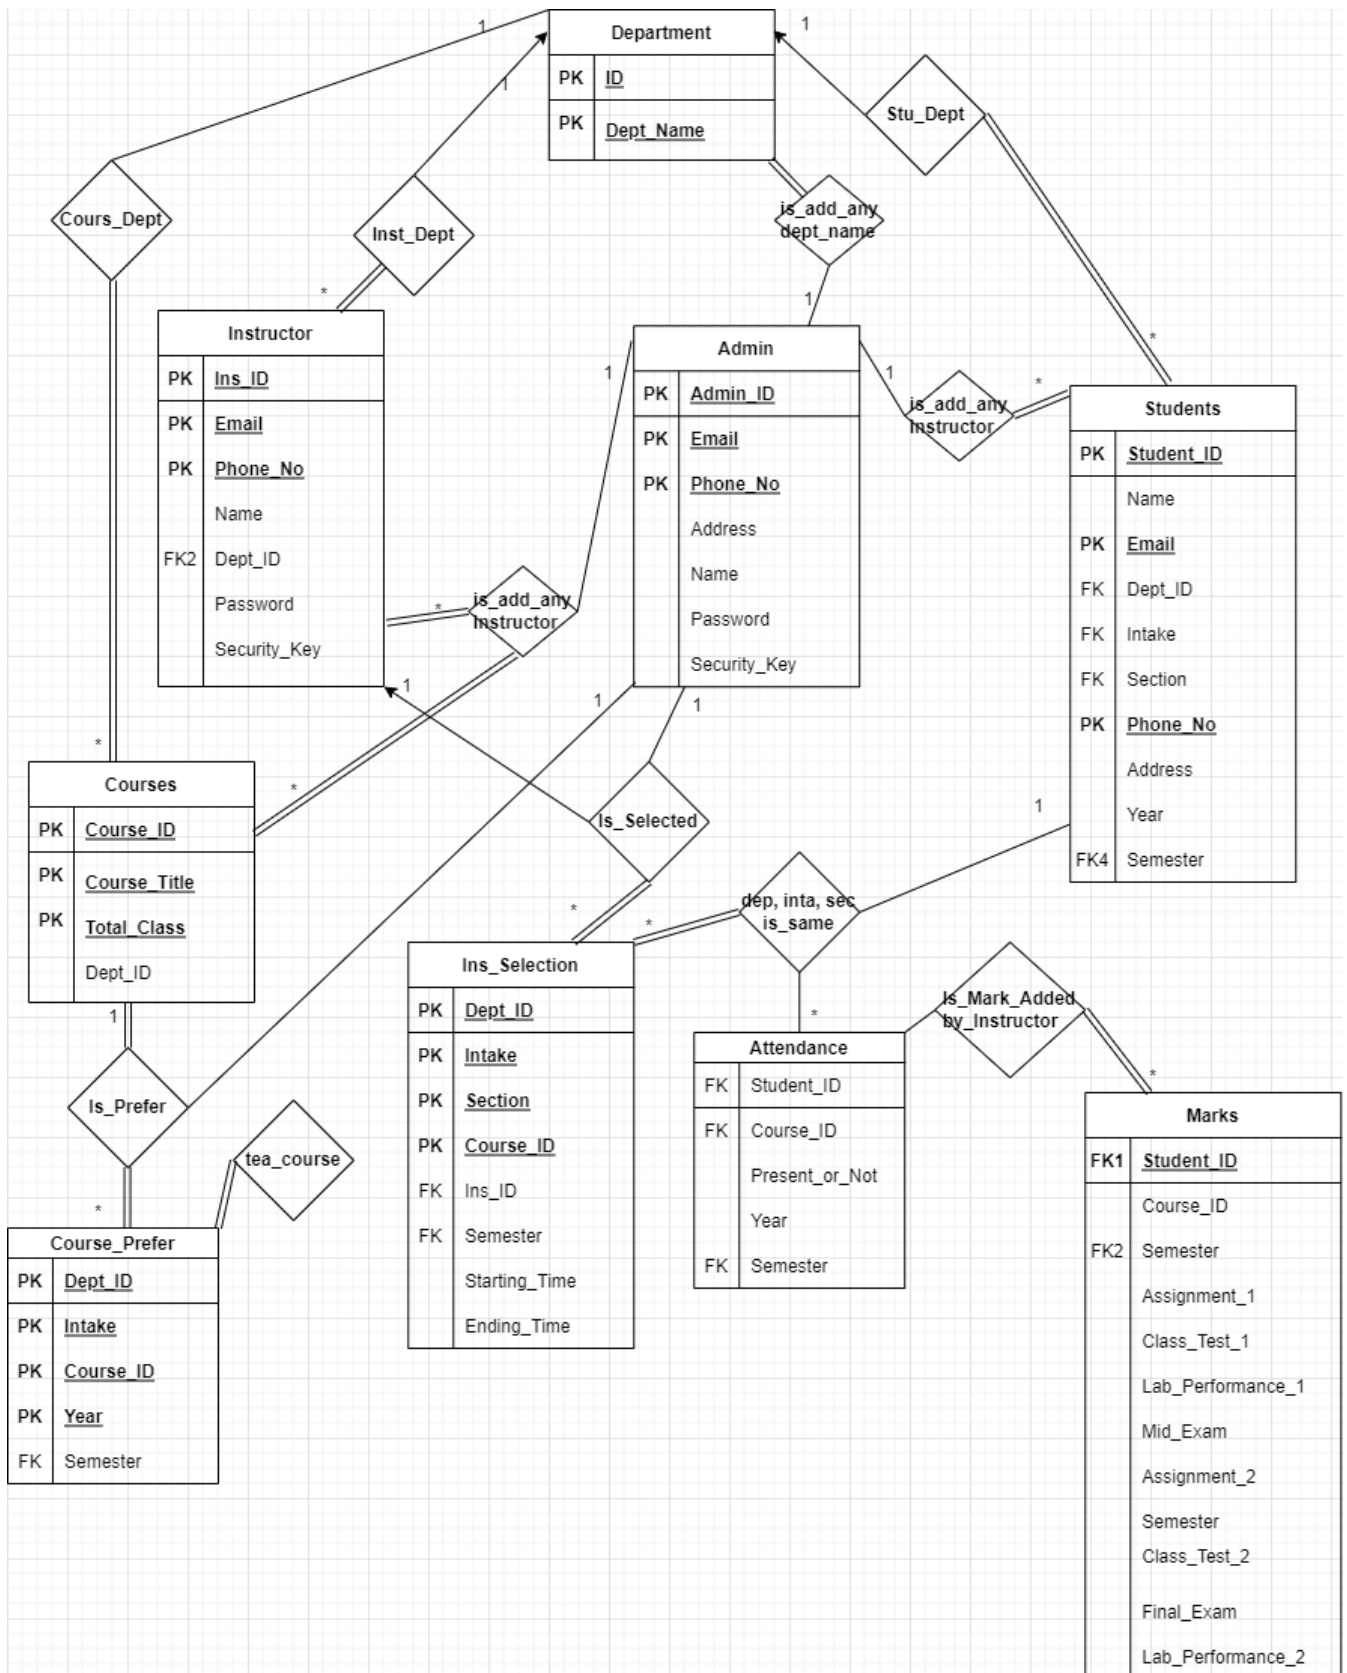 1
Department
1
PK ID
PK Dept_Name
1
Stu_Dept
is_add_any
dept_name
Cours_Dept
Inst_Dept
*
1
*
Instructor
PK Ins_ID
PK Email
PK Phone_No
Name
FK2 Dept_ID
Password
Security_Key
Admin
PK Admin_ID
PK Email
PK Phone_No
Address
Name
Password
Security_Key
1
1
is_add_any
Instructor
*
Students
PK Student_ID
Name
PK Email
FK Dept_ID
FK Intake
FK Section
PK Phone_No
Address
Year
FK4 Semester
*
is_add_any
Instructor
1
1
1
*
*
Courses
PK Course_ID
PK Course_Title
PK Total_Class
Dept_ID
Is_Selected
1
*
*
dep, inta, sec
is_same
Ins_Selection
PK Dept_ID
PK Intake
PK Section
PK Course_ID
FK Ins_ID
FK Semester
Starting_Time
Ending_Time
*
Attendance
FK Student_ID
FK Course_ID
Present_or_Not
Year
FK Semester
Is_Mark_Added
by_Instructor
*
1
Is_Prefer
tea_course
*
Course_Prefer
PK Dept_ID
PK Intake
PK Course_ID
PK Year
FK Semester
Marks
FK1 Student_ID
Course_ID
FK2 Semester
Assignment_1
Class_Test_1
Lab_Performance_1
Mid_Exam
Assignment_2
Semester
Class_Test_2
Final_Exam
Lab_Performance_2